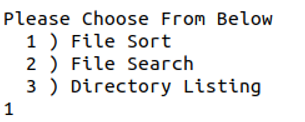 Please Choose From Below
  1 ) File Sort
  2 ) File Search
  3 ) Directory Listing
1